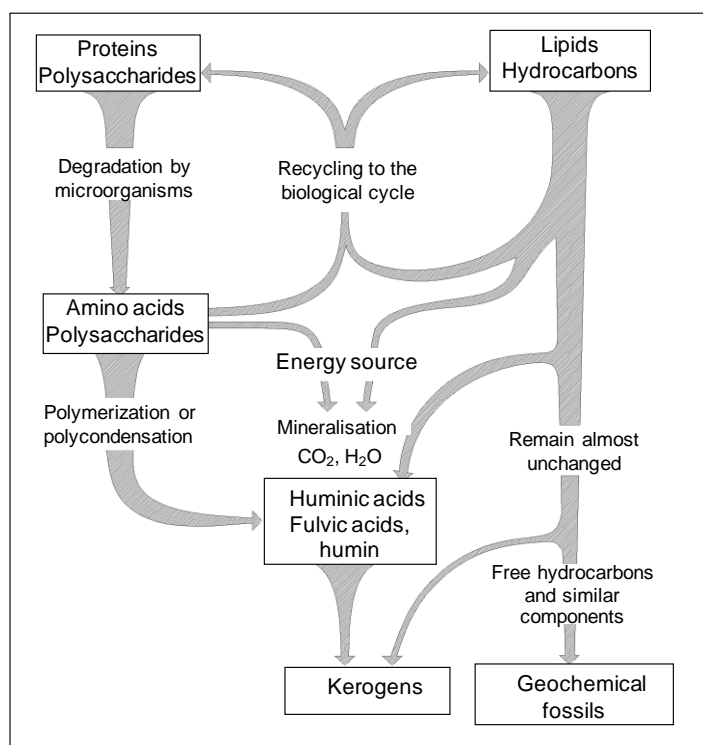 Proteins
Polysaccharides
Lipids
Hydrocarbons
Degradation by
microorganisms
Recycling to the
biological cycle
Amino acids
Polysaccharides
Energy source
Polymerization or
polycondensation
Mineralisation
CO₂, H₂O
Remain almost
unchanged
Huminic acids
Fulvic acids,
humin
Free hydrocarbons
and similar
components
Kerogens
Geochemical
fossils